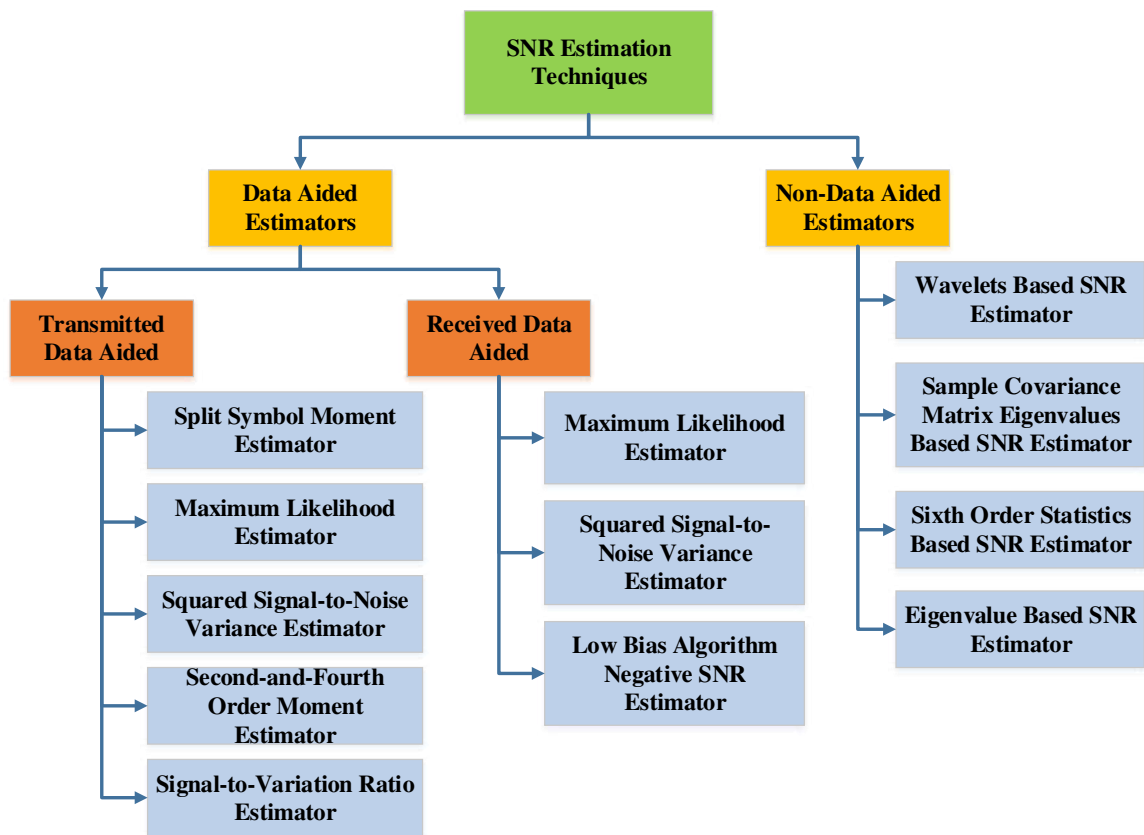 SNR Estimation
Techniques
Data Aided
Estimators
Non-Data Aided
Estimators
Transmitted
Data Aided
Received Data
Aided
Split Symbol Moment
Estimator
Maximum Likelihood
Estimator
Squared Signal-to-Noise
Variance Estimator
Second-and-Fourth
Order Moment
Estimator
Signal-to-Variation Ratio
Estimator
Maximum Likelihood
Estimator
Squared Signal-to-
Noise Variance
Estimator
Low Bias Algorithm
Negative SNR
Estimator
Wavelets Based SNR
Estimator
Sample Covariance
Matrix Eigenvalues
Based SNR Estimator
Sixth Order Statistics
Based SNR Estimator
Eigenvalue Based SNR
Estimator